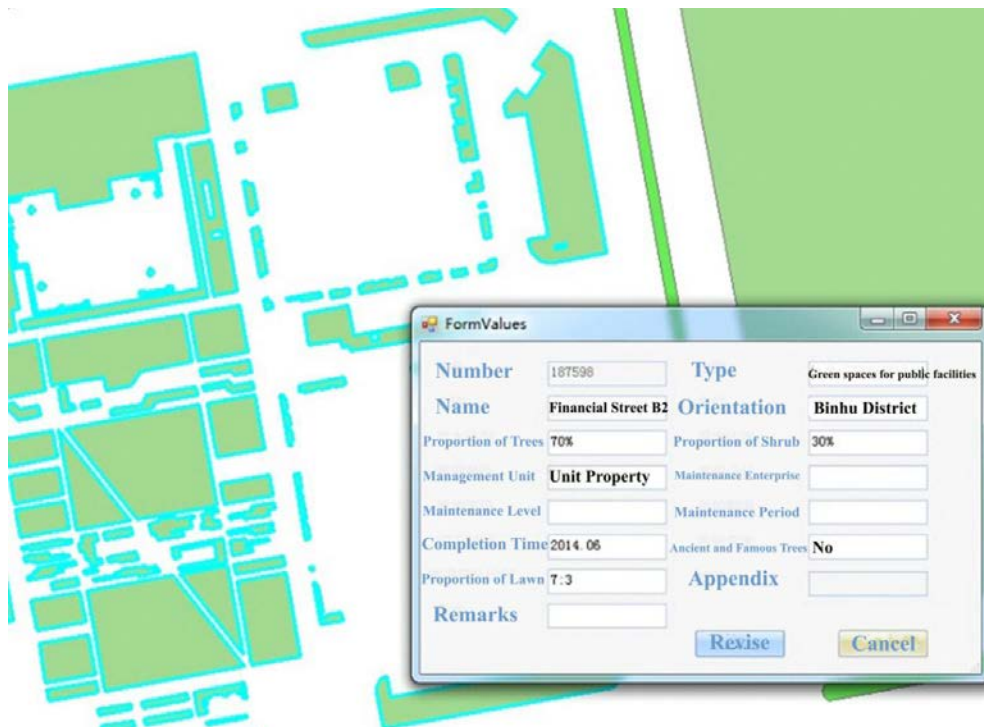 FormValues
Number 187598 Type Green spaces for public facilities
Name Financial Street B2 Orientation Binhu District
Proportion of Trees 70% Proportion of Shrub 30%
Management Unit Unit Property Maintenance Enterprise
Maintenance Level Maintenance Period
Completion Time 2014.06 Ancient and Famous Trees No
Proportion of Lawn 7:3 Appendix
Remarks
Revise Cancel